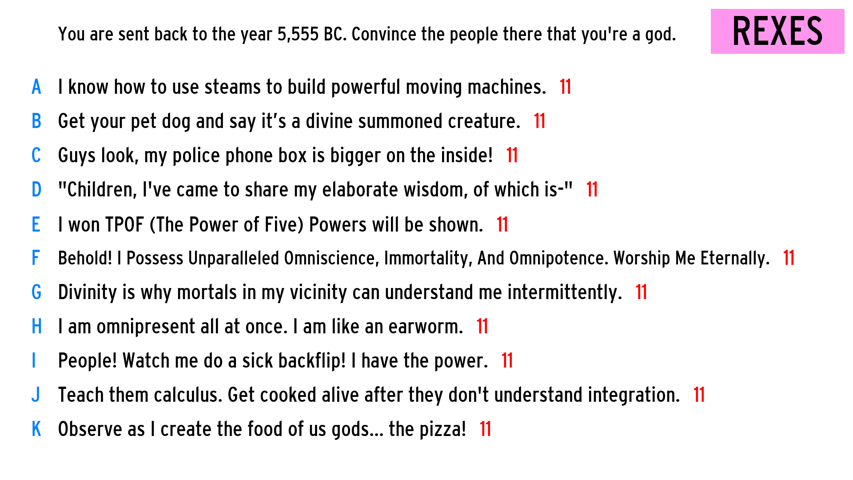 You are sent back to the year 5,555 BC. Convince the people there that you're a god.
REXES
A I know how to use steams to build powerful moving machines. 11
B Get your pet dog and say it’s a divine summoned creature. 11
C Guys look, my police phone box is bigger on the inside! 11
D "Children, I've came to share my elaborate wisdom, of which is-" 11
E I won TPOF (The Power of Five) Powers will be shown. 11
F Behold! I Possess Unparalleled Omniscience, Immortality, And Omnipotence. Worship Me Eternally. 11
G Divinity is why mortals in my vicinity can understand me intermittently. 11
H I am omnipresent all at once. I am like an earworm. 11
I People! Watch me do a sick backflip! I have the power. 11
J Teach them calculus. Get cooked alive after they don't understand integration. 11
K Observe as I create the food of us gods... the pizza! 11